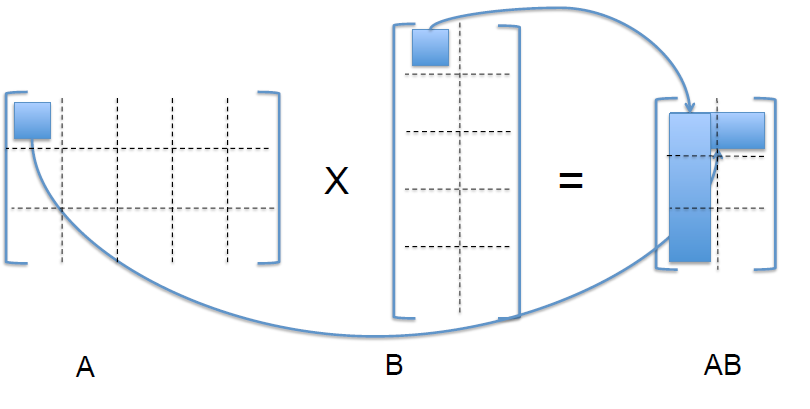 X =
A B AB